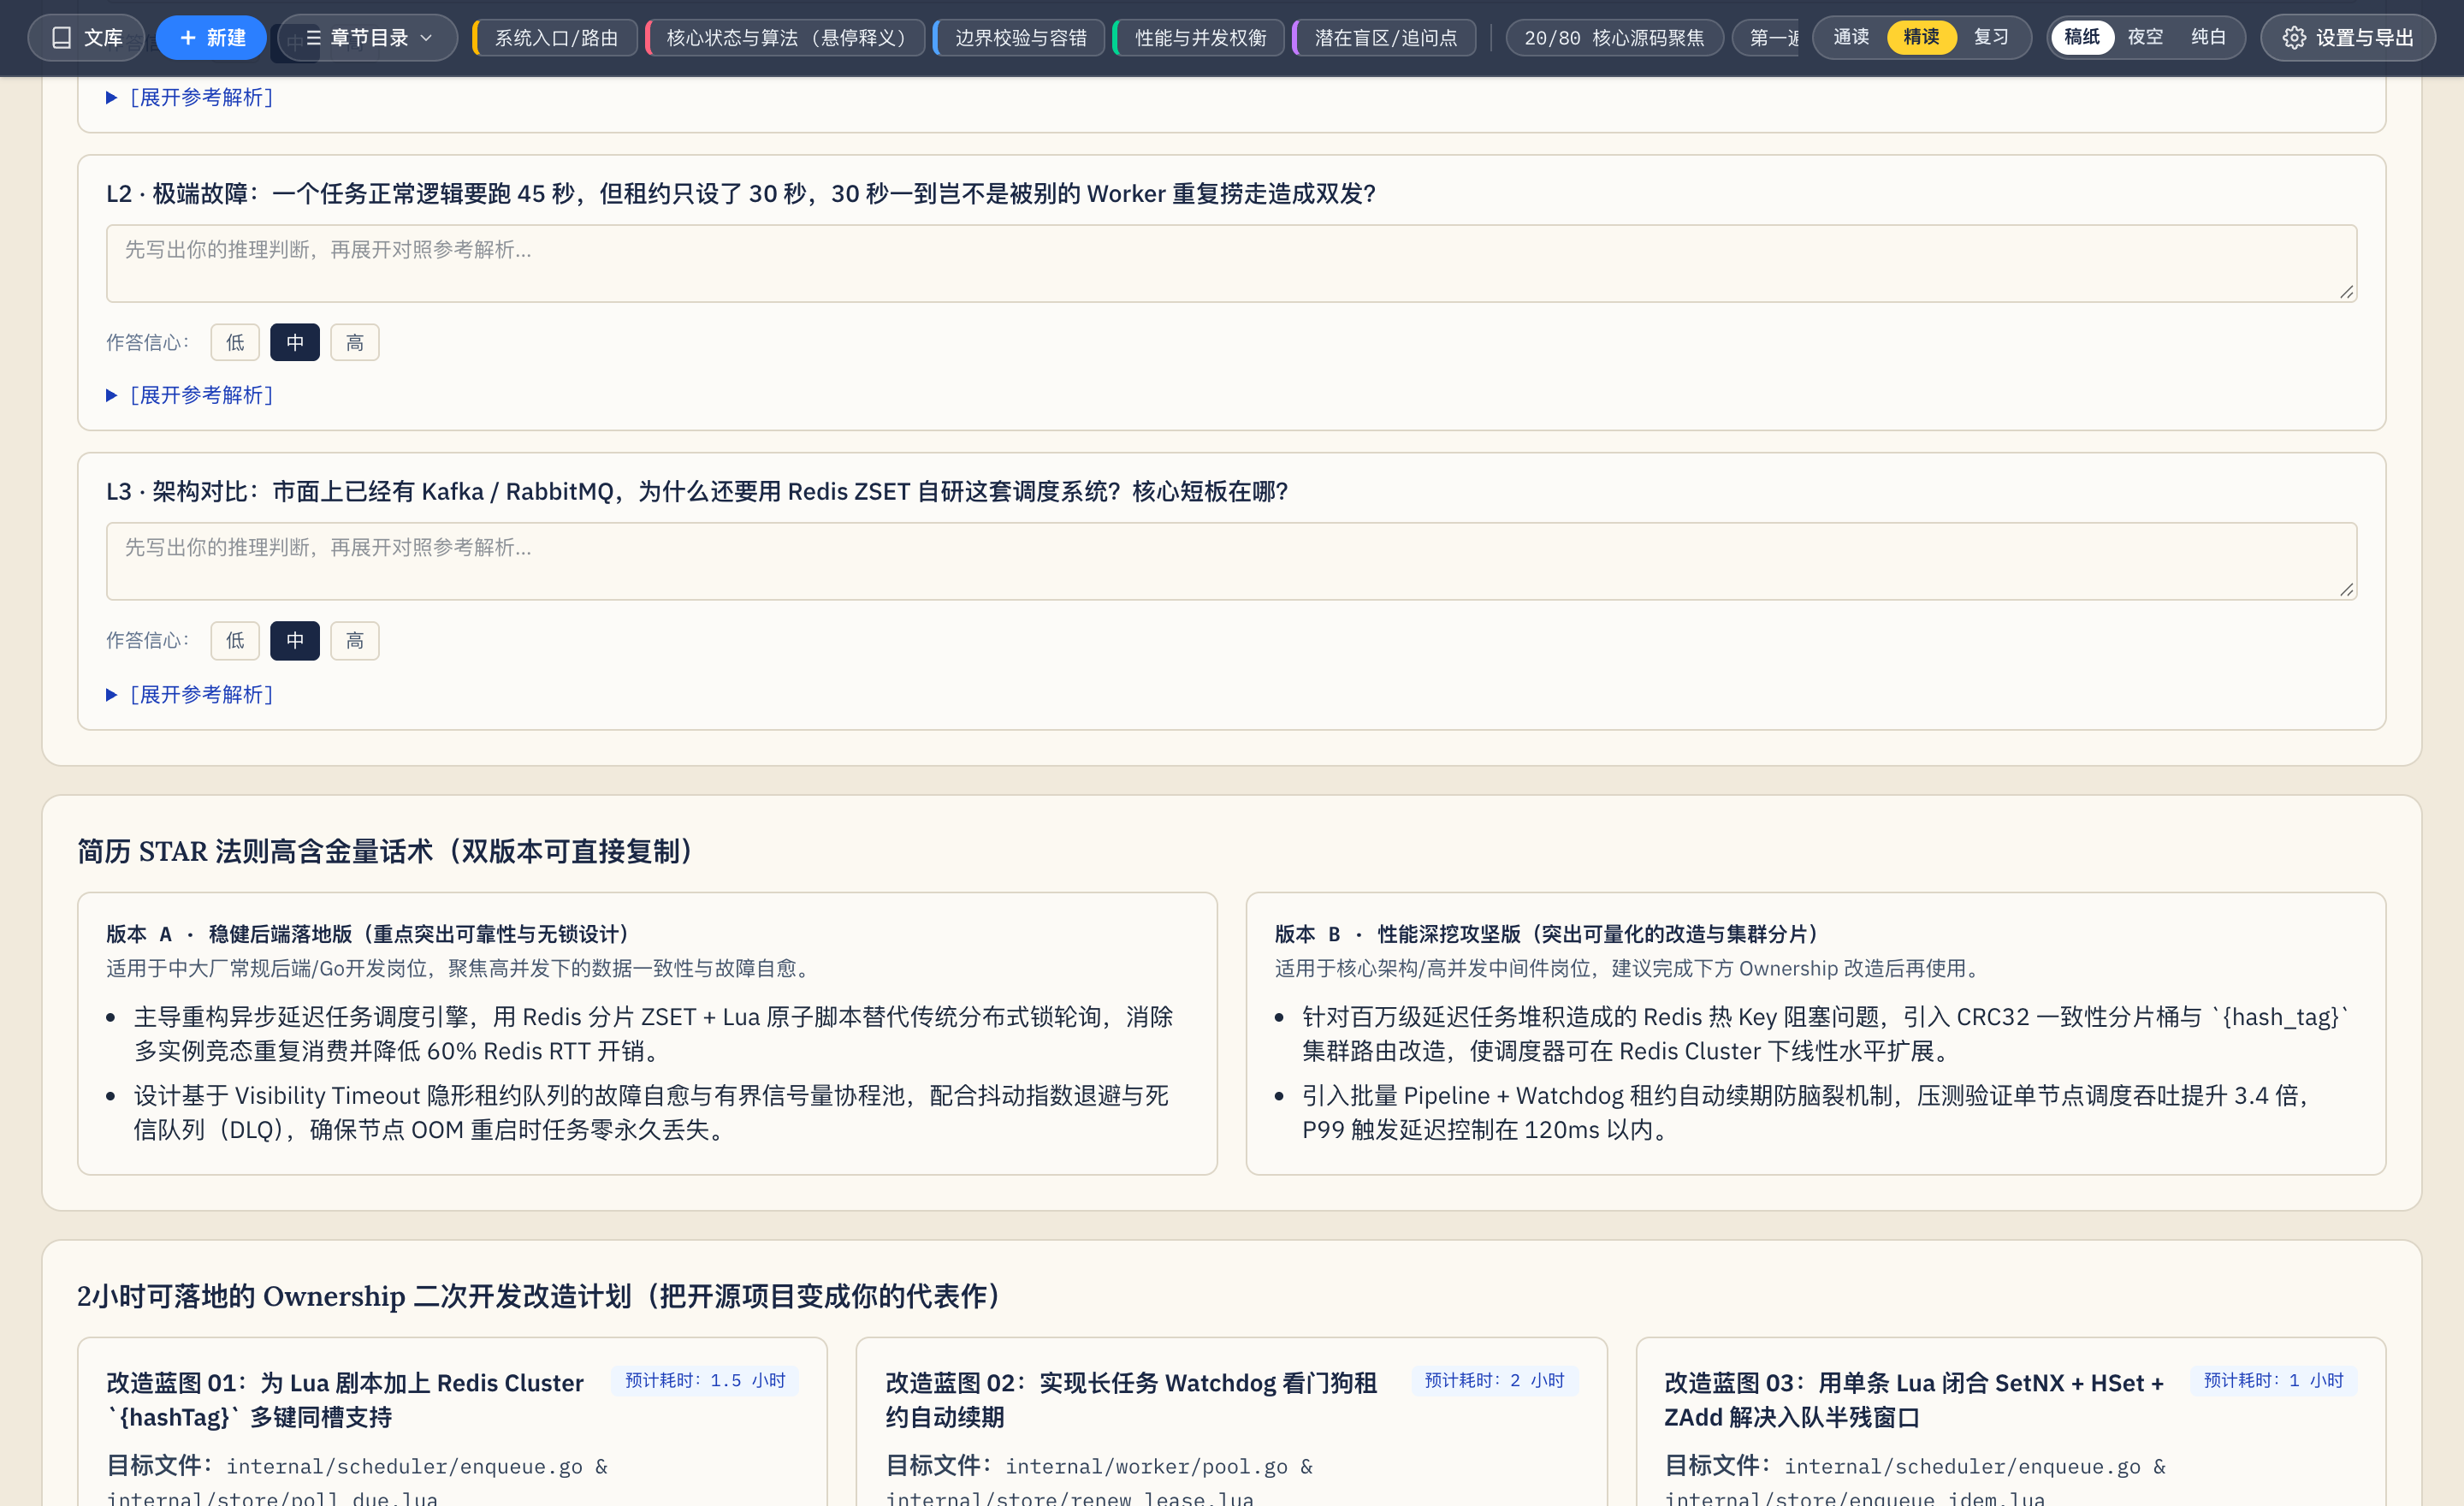 文库
新建
章节目录
系统入口/路由
核心状态与算法（悬停释义）
边界校验与容错
性能与并发权衡
潜在盲区/追问点
20/80 核心源码聚焦
第一遍
通读
精读
复习
稿纸
夜空
纯白
设置与导出
[展开参考解析]
L2 · 极端故障：一个任务正常逻辑要跑 45 秒，但租约只设了 30 秒，30 秒一到岂不是被别的 Worker 重复捞走造成双发？
先写出你的推理判断，再展开对照参考解析...
作答信心：
低
中
高
[展开参考解析]
L3 · 架构对比：市面上已经有 Kafka / RabbitMQ，为什么还要用 Redis ZSET 自研这套调度系统？核心短板在哪？
先写出你的推理判断，再展开对照参考解析...
作答信心：
低
中
高
[展开参考解析]
简历 STAR 法则高含金量话术（双版本可直接复制）
版本 A · 稳健后端落地版（重点突出可靠性与无锁设计）
适用于中大厂常规后端/Go开发岗位，聚焦高并发下的数据一致性与故障自愈。
主导重构异步延迟任务调度引擎，用 Redis 分片 ZSET + Lua 原子脚本替代传统分布式锁轮询，消除
多实例竞态重复消费并降低 60% Redis RTT 开销。
设计基于 Visibility Timeout 隐形租约队列的故障自愈与有界信号量协程池，配合抖动指数退避与死
信队列（DLQ），确保节点 OOM 重启时任务零永久丢失。
版本 B · 性能深挖攻坚版（突出可量化的改造与集群分片）
适用于核心架构/高并发中间件岗位，建议完成下方 Ownership 改造后再使用。
针对百万级延迟任务堆积造成的 Redis 热 Key 阻塞问题，引入 CRC32 一致性分片桶与 `{hash_tag}`
集群路由改造，使调度器可在 Redis Cluster 下线性水平扩展。
引入批量 Pipeline + Watchdog 租约自动续期防脑裂机制，压测验证单节点调度吞吐提升 3.4 倍，
P99 触发延迟控制在 120ms 以内。
2小时可落地的 Ownership 二次开发改造计划（把开源项目变成你的代表作）
改造蓝图 01：为 Lua 剧本加上 Redis Cluster
`{hashTag}` 多键同槽支持
预计耗时：1.5 小时
目标文件：internal/scheduler/enqueue.go &
internal/store/poll_due.lua
改造蓝图 02：实现长任务 Watchdog 看门狗租
约自动续期
预计耗时：2 小时
目标文件：internal/worker/pool.go &
internal/store/renew_lease.lua
改造蓝图 03：用单条 Lua 闭合 SetNX + HSet +
ZAdd 解决入队半残窗口
预计耗时：1 小时
目标文件：internal/scheduler/enqueue.go &
internal/store/enqueue_idem.lua